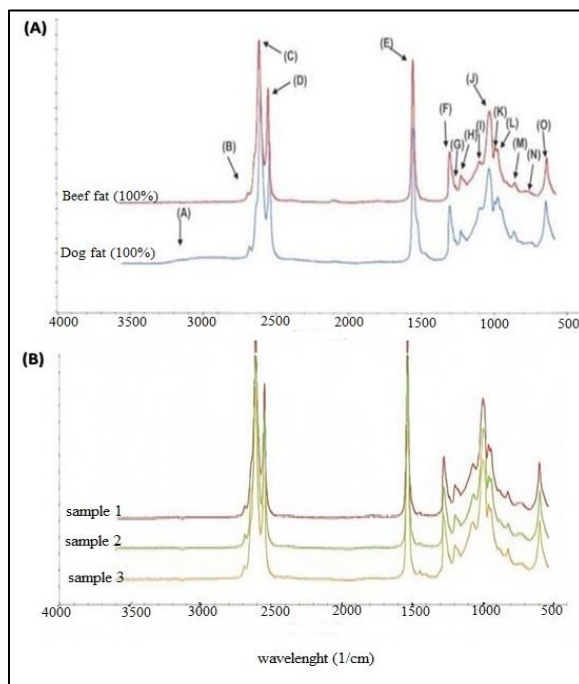 (A)
(C)
(E)
(D)
(J)
(B)
(F)
(K)
(I)
(L)
(H)
(G)
(M)
(O)
(N)
Beef fat (100%)
(A)
Dog fat (100%)
4000 3500 3000 2500 2000 1500 1000 500
(B)
sample 1
sample 2
sample 3
4000 3500 3000 2500 2000 1500 1000 500
wavelenght (1/cm)